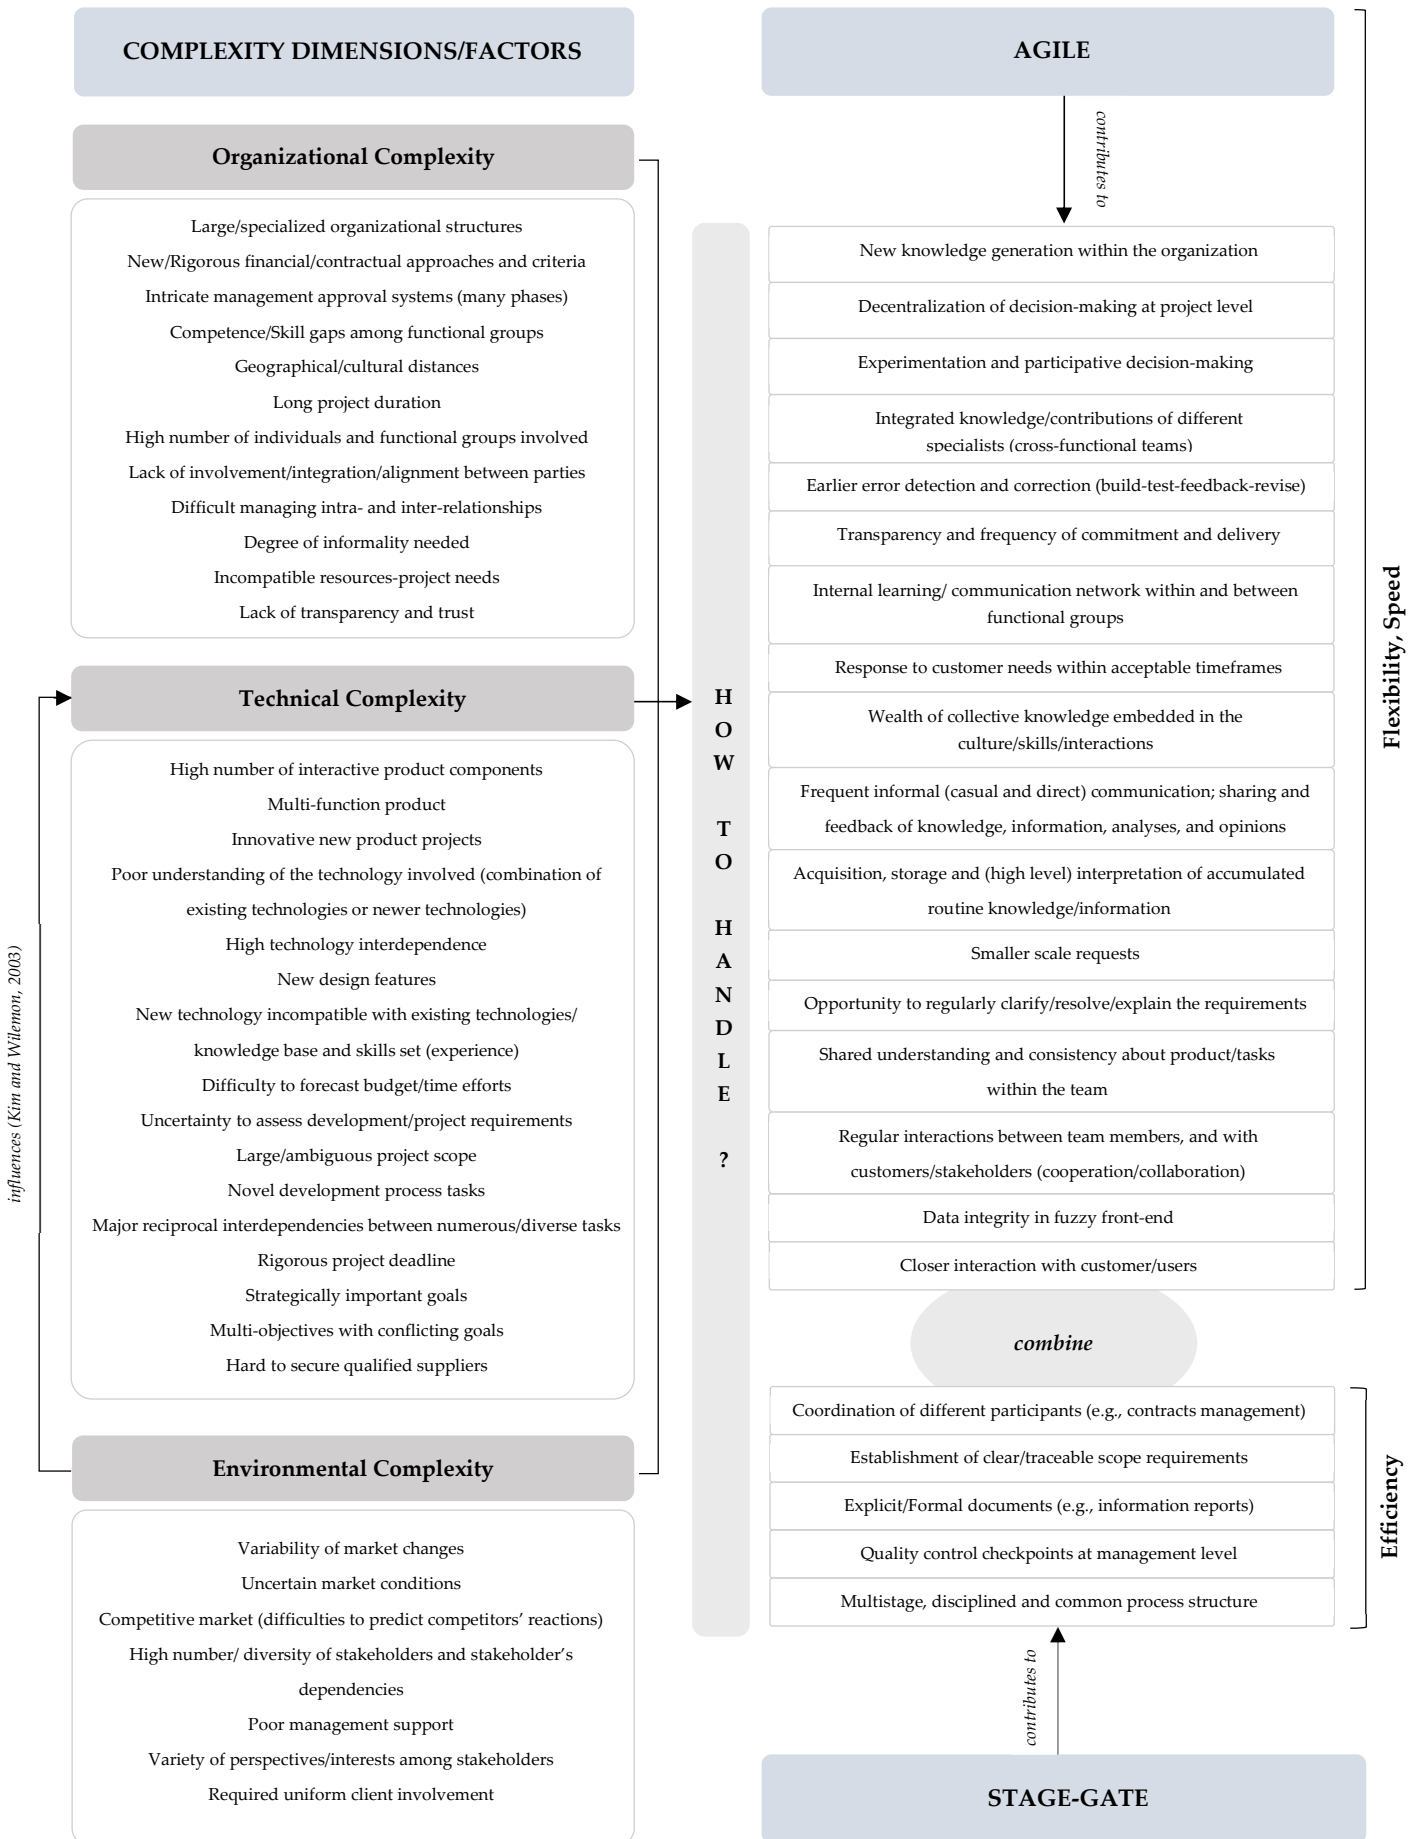 COMPLEXITY DIMENSIONS/FACTORS
Organizational Complexity
Large/specialized organizational structures
New/Rigorous financial/contractual approaches and criteria
Intricate management approval systems (many phases)
Competence/Skill gaps among functional groups
Geographical/cultural distances
Long project duration
High number of individuals and functional groups involved
Lack of involvement/integration/alignment between parties
Difficult managing intra- and inter-relationships
Degree of informality needed
Incompatible resources-project needs
Lack of transparency and trust
Technical Complexity
High number of interactive product components
Multi-function product
Innovative new product projects
Poor understanding of the technology involved (combination of
existing technologies or newer technologies)
High technology interdependence
New design features
New technology incompatible with existing technologies/
knowledge base and skills set (experience)
Difficulty to forecast budget/time efforts
Uncertainty to assess development/project requirements
Large/ambiguous project scope
Novel development process tasks
Major reciprocal interdependencies between numerous/diverse tasks
Rigorous project deadline
Strategically important goals
Multi-objectives with conflicting goals
Hard to secure qualified suppliers
influences (Kim and Wilemon, 2003)
Environmental Complexity
Variability of market changes
Uncertain market conditions
Competitive market (difficulties to predict competitors' reactions)
High number/ diversity of stakeholders and stakeholder's
dependencies
Poor management support
Variety of perspectives/interests among stakeholders
Required uniform client involvement
HOW TO HANDLE ?
AGILE
contributes to
New knowledge generation within the organization
Decentralization of decision-making at project level
Experimentation and participative decision-making
Integrated knowledge/contributions of different
specialists (cross-functional teams)
Earlier error detection and correction (build-test-feedback-revise)
Transparency and frequency of commitment and delivery
Internal learning/ communication network within and between
functional groups
Response to customer needs within acceptable timeframes
Wealth of collective knowledge embedded in the
culture/skills/interactions
Frequent informal (casual and direct) communication; sharing and
feedback of knowledge, information, analyses, and opinions
Acquisition, storage and (high level) interpretation of accumulated
routine knowledge/information
Smaller scale requests
Opportunity to regularly clarify/resolve/explain the requirements
Shared understanding and consistency about product/tasks
within the team
Regular interactions between team members, and with
customers/stakeholders (cooperation/collaboration)
Data integrity in fuzzy front-end
Closer interaction with customer/users
Flexibility, Speed
combine
Coordination of different participants (e.g., contracts management)
Establishment of clear/traceable scope requirements
Explicit/Formal documents (e.g., information reports)
Quality control checkpoints at management level
Multistage, disciplined and common process structure
Efficiency
contributes to
STAGE-GATE